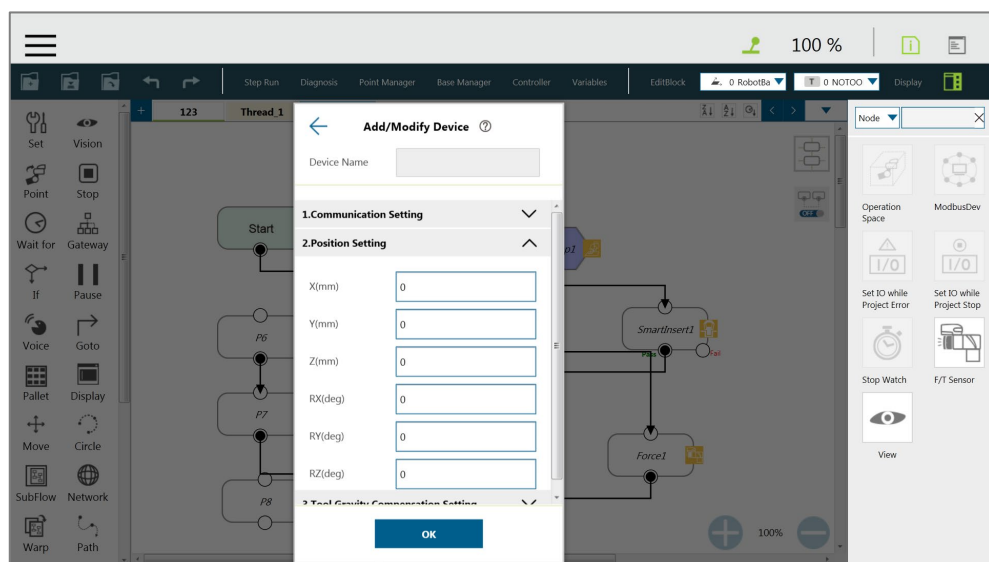 100 %
Step Run Diagnosis Point Manager Base Manager Controller Variables EditBlock 0 RobotBa T 0 NOTOO Display
+ 123 Thread_1
Set Vision
Point Stop
Wait for Gateway
If Pause
Voice Goto
Pallet Display
Move Circle
SubFlow Network
Warp Path
Start
P6
P7
P8
Add/Modify Device
Device Name
1.Communication Setting
2.Position Setting
X(mm) 0
Y(mm) 0
Z(mm) 0
RX(deg) 0
RY(deg) 0
RZ(deg) 0
3.Tool Gravity Compensation Setting
OK
p1
SmartInsert1
Pass Fail
Force1
OFF
100%
Node
Operation Space
ModbusDev
I/O I/O
Set IO while Project Error
Set IO while Project Stop
Stop Watch
F/T Sensor
View